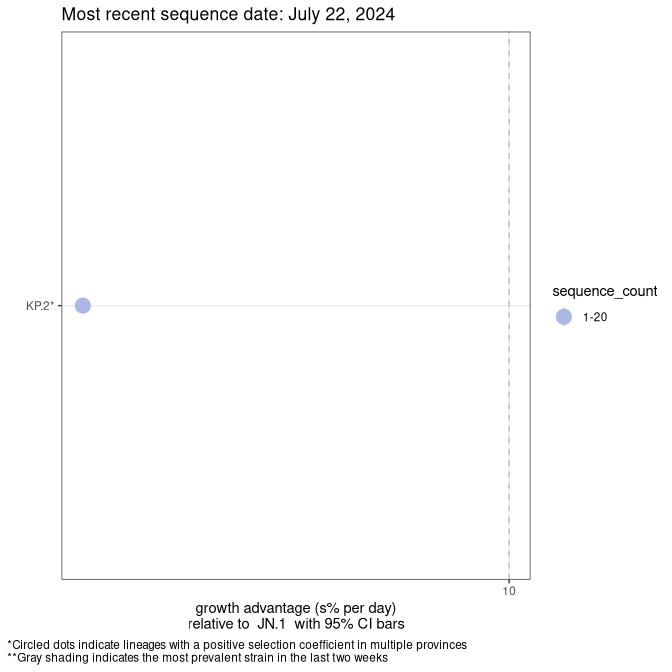 Most recent sequence date: July 22, 2024
KP.2*
sequence_count
1-20
10
growth advantage (s% per day)
relative to JN.1 with 95% CI bars
*Circled dots indicate lineages with a positive selection coefficient in multiple provinces
**Gray shading indicates the most prevalent strain in the last two weeks